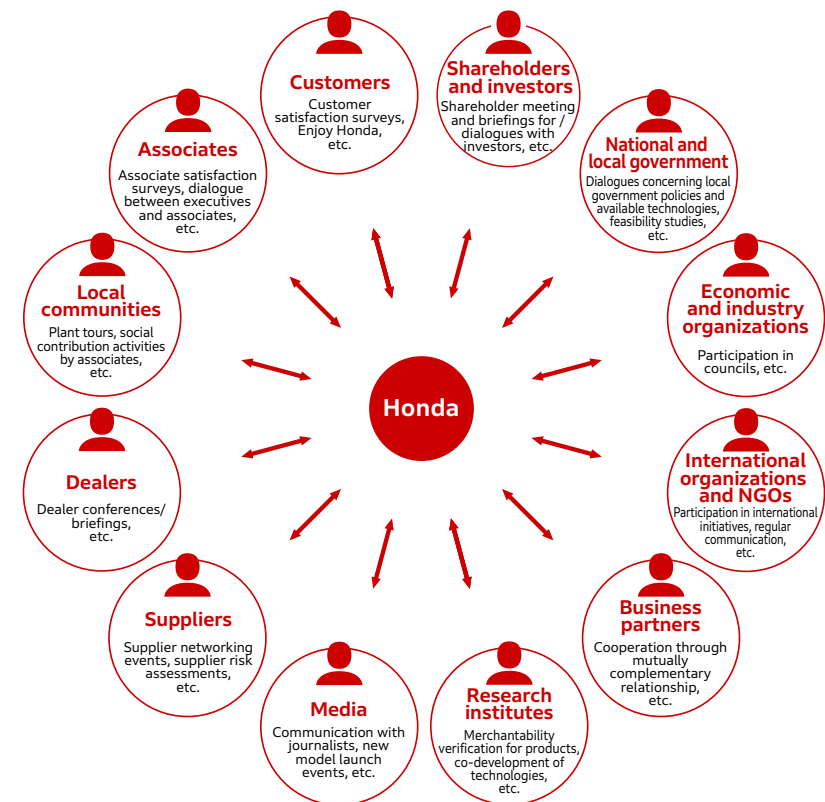 Customers
Customer
satisfaction surveys,
Enjoy Honda,
etc.
Shareholders
and investors
Shareholder meeting
and briefings for /
dialogues with
investors, etc.
National and
local government
Dialogues concerning local
government policies and
available technologies,
feasibility studies,
etc.
Economic
and industry
organizations
Participation in
councils, etc.
International
organizations
and NGOs
Participation in international
initiatives, regular
communication,
etc.
Business
partners
Cooperation through
mutually
complementary
relationship,
etc.
Research
institutes
Merchantability
verification for products,
co-development of
technologies,
etc.
Media
Communication with
journalists, new
model launch
events, etc.
Suppliers
Supplier networking
events, supplier risk
assessments,
etc.
Dealers
Dealer conferences/
briefings,
etc.
Local
communities
Plant tours, social
contribution activities
by associates,
etc.
Associates
Associate satisfaction
surveys, dialogue
between executives
and associates,
etc.
Honda